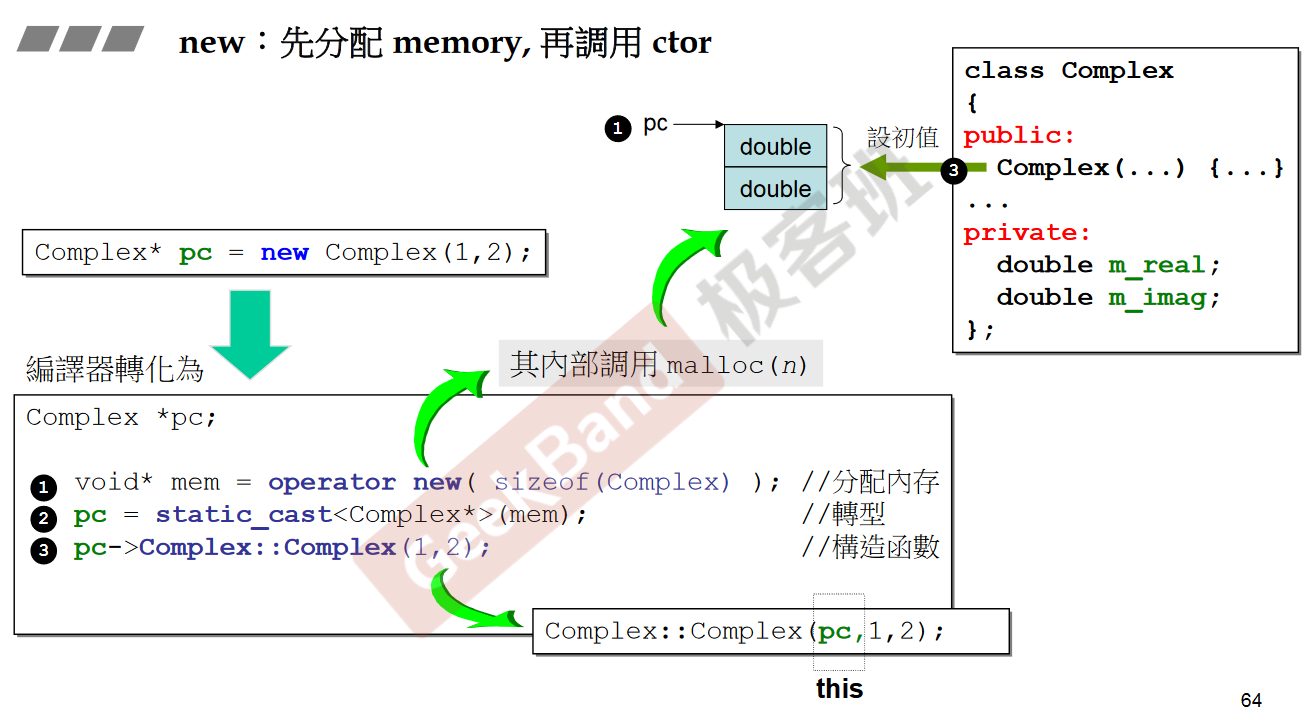 new：先分配 memory, 再調用 ctor
class Complex
{
public:
Complex(...) {...}
...
private:
double m_real;
double m_imag;
};
1 pc
double
double
設初值
3
Complex* pc = new Complex(1,2);
編譯器轉化為
其內部調用 malloc(n)
Complex *pc;
1 void* mem = operator new( sizeof(Complex) ); //分配內存
2 pc = static_cast<Complex*>(mem); //轉型
3 pc->Complex::Complex(1,2); //構造函數
Complex::Complex(pc,1,2);
this
GeekBand 极客班
64